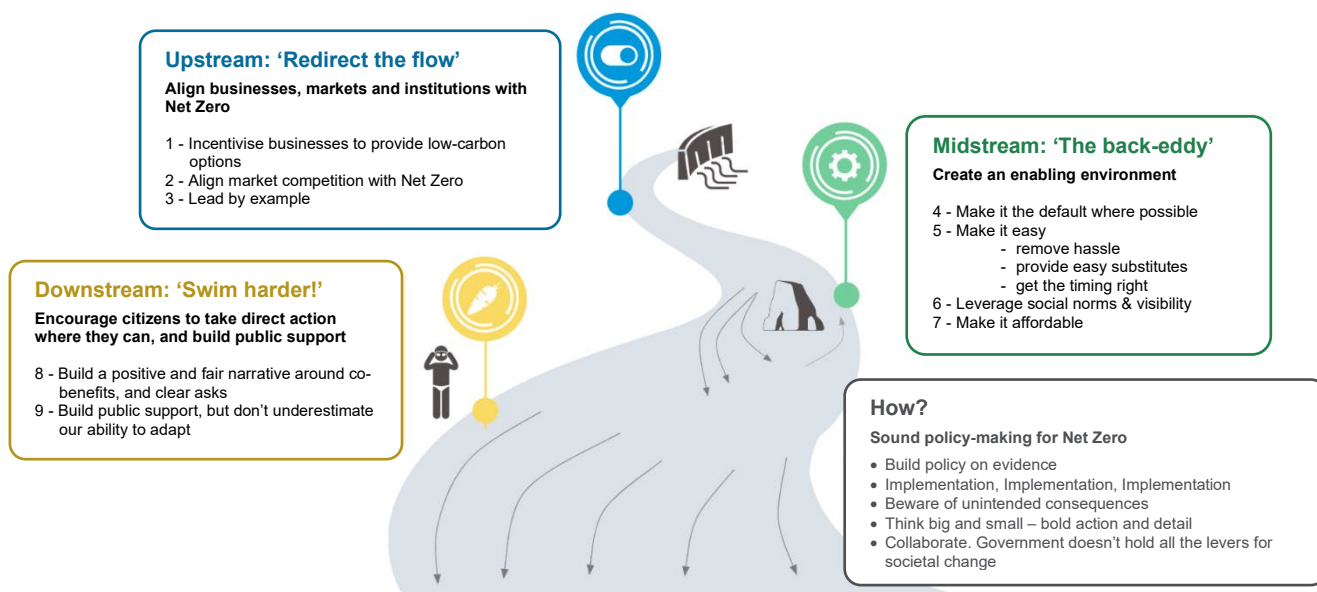 Upstream: ‘Redirect the flow’
Align businesses, markets and institutions with
Net Zero
1 - Incentivise businesses to provide low-carbon
options
2 - Align market competition with Net Zero
3 - Lead by example
Midstream: ‘The back-eddy’
Create an enabling environment
4 - Make it the default where possible
5 - Make it easy
- remove hassle
- provide easy substitutes
- get the timing right
6 - Leverage social norms & visibility
7 - Make it affordable
Downstream: ‘Swim harder!’
Encourage citizens to take direct action
where they can, and build public support
8 - Build a positive and fair narrative around co-
benefits, and clear asks
9 - Build public support, but don’t underestimate
our ability to adapt
How?
Sound policy-making for Net Zero
• Build policy on evidence
• Implementation, Implementation, Implementation
• Beware of unintended consequences
• Think big and small – bold action and detail
• Collaborate. Government doesn’t hold all the levers for
societal change